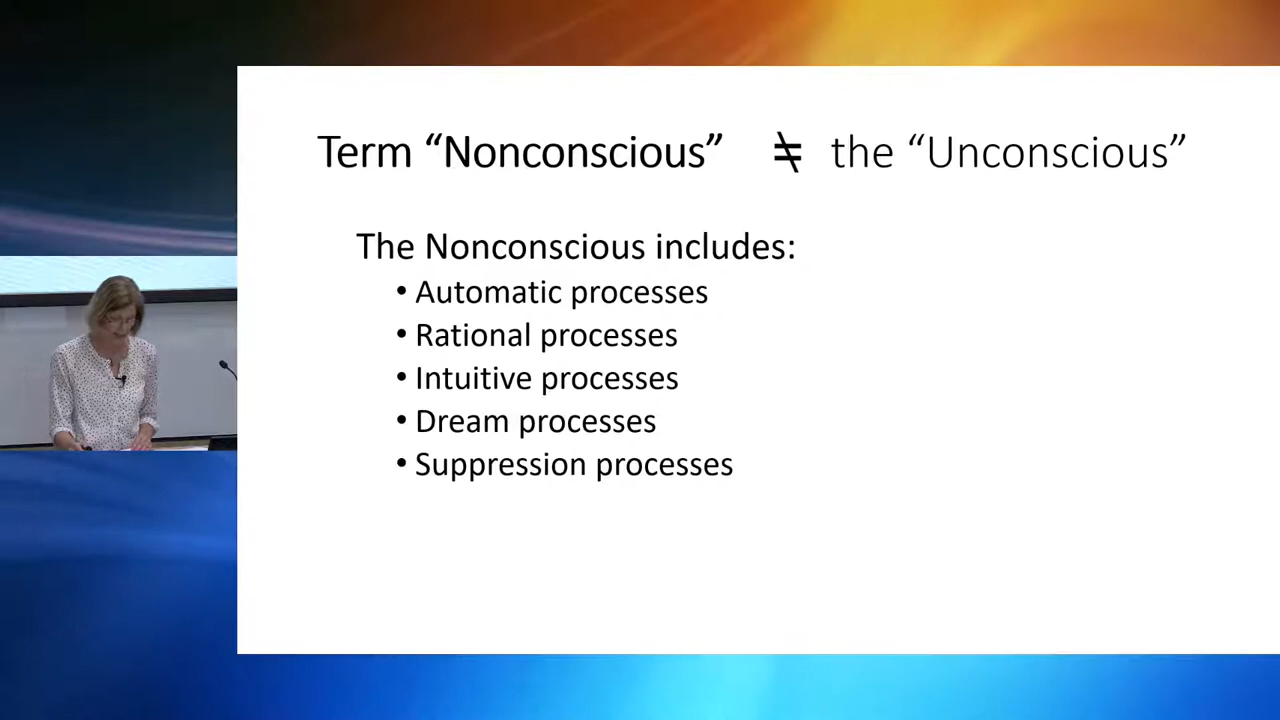 Term “Nonconscious” ≠ the “Unconscious”
The Nonconscious includes:
• Automatic processes
• Rational processes
• Intuitive processes
• Dream processes
• Suppression processes